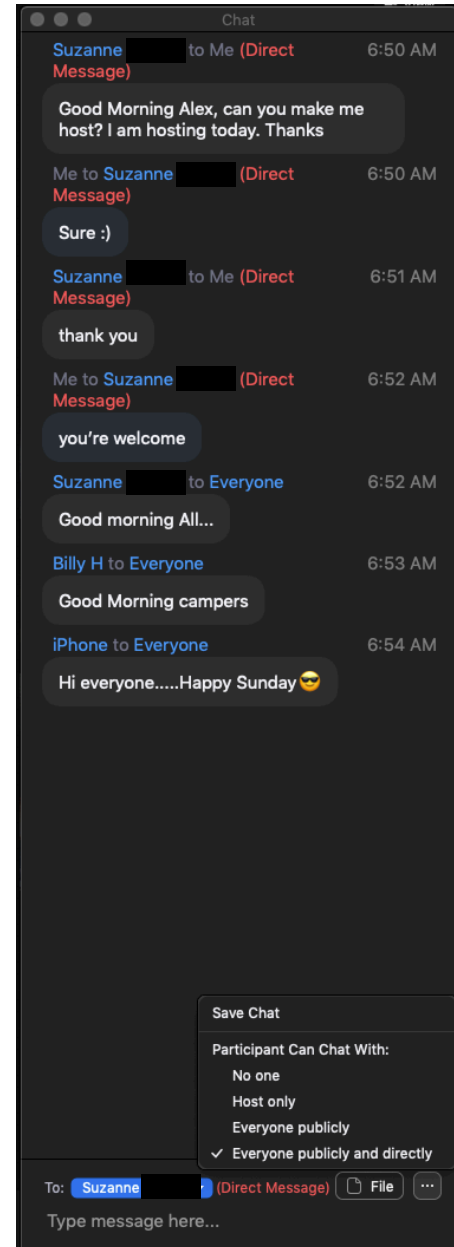 Chat
Suzanne to Me (Direct 6:50 AM
Message)
Good Morning Alex, can you make me
host? I am hosting today. Thanks
Me to Suzanne (Direct 6:50 AM
Message)
Sure :)
Suzanne to Me (Direct 6:51 AM
Message)
thank you
Me to Suzanne (Direct 6:52 AM
Message)
you’re welcome
Suzanne to Everyone 6:52 AM
Good morning All...
Billy H to Everyone 6:53 AM
Good Morning campers
iPhone to Everyone 6:54 AM
Hi everyone.....Happy Sunday😎
Save Chat
Participant Can Chat With:
No one
Host only
Everyone publicly
✓ Everyone publicly and directly
To: Suzanne (Direct Message) File ...
Type message here...